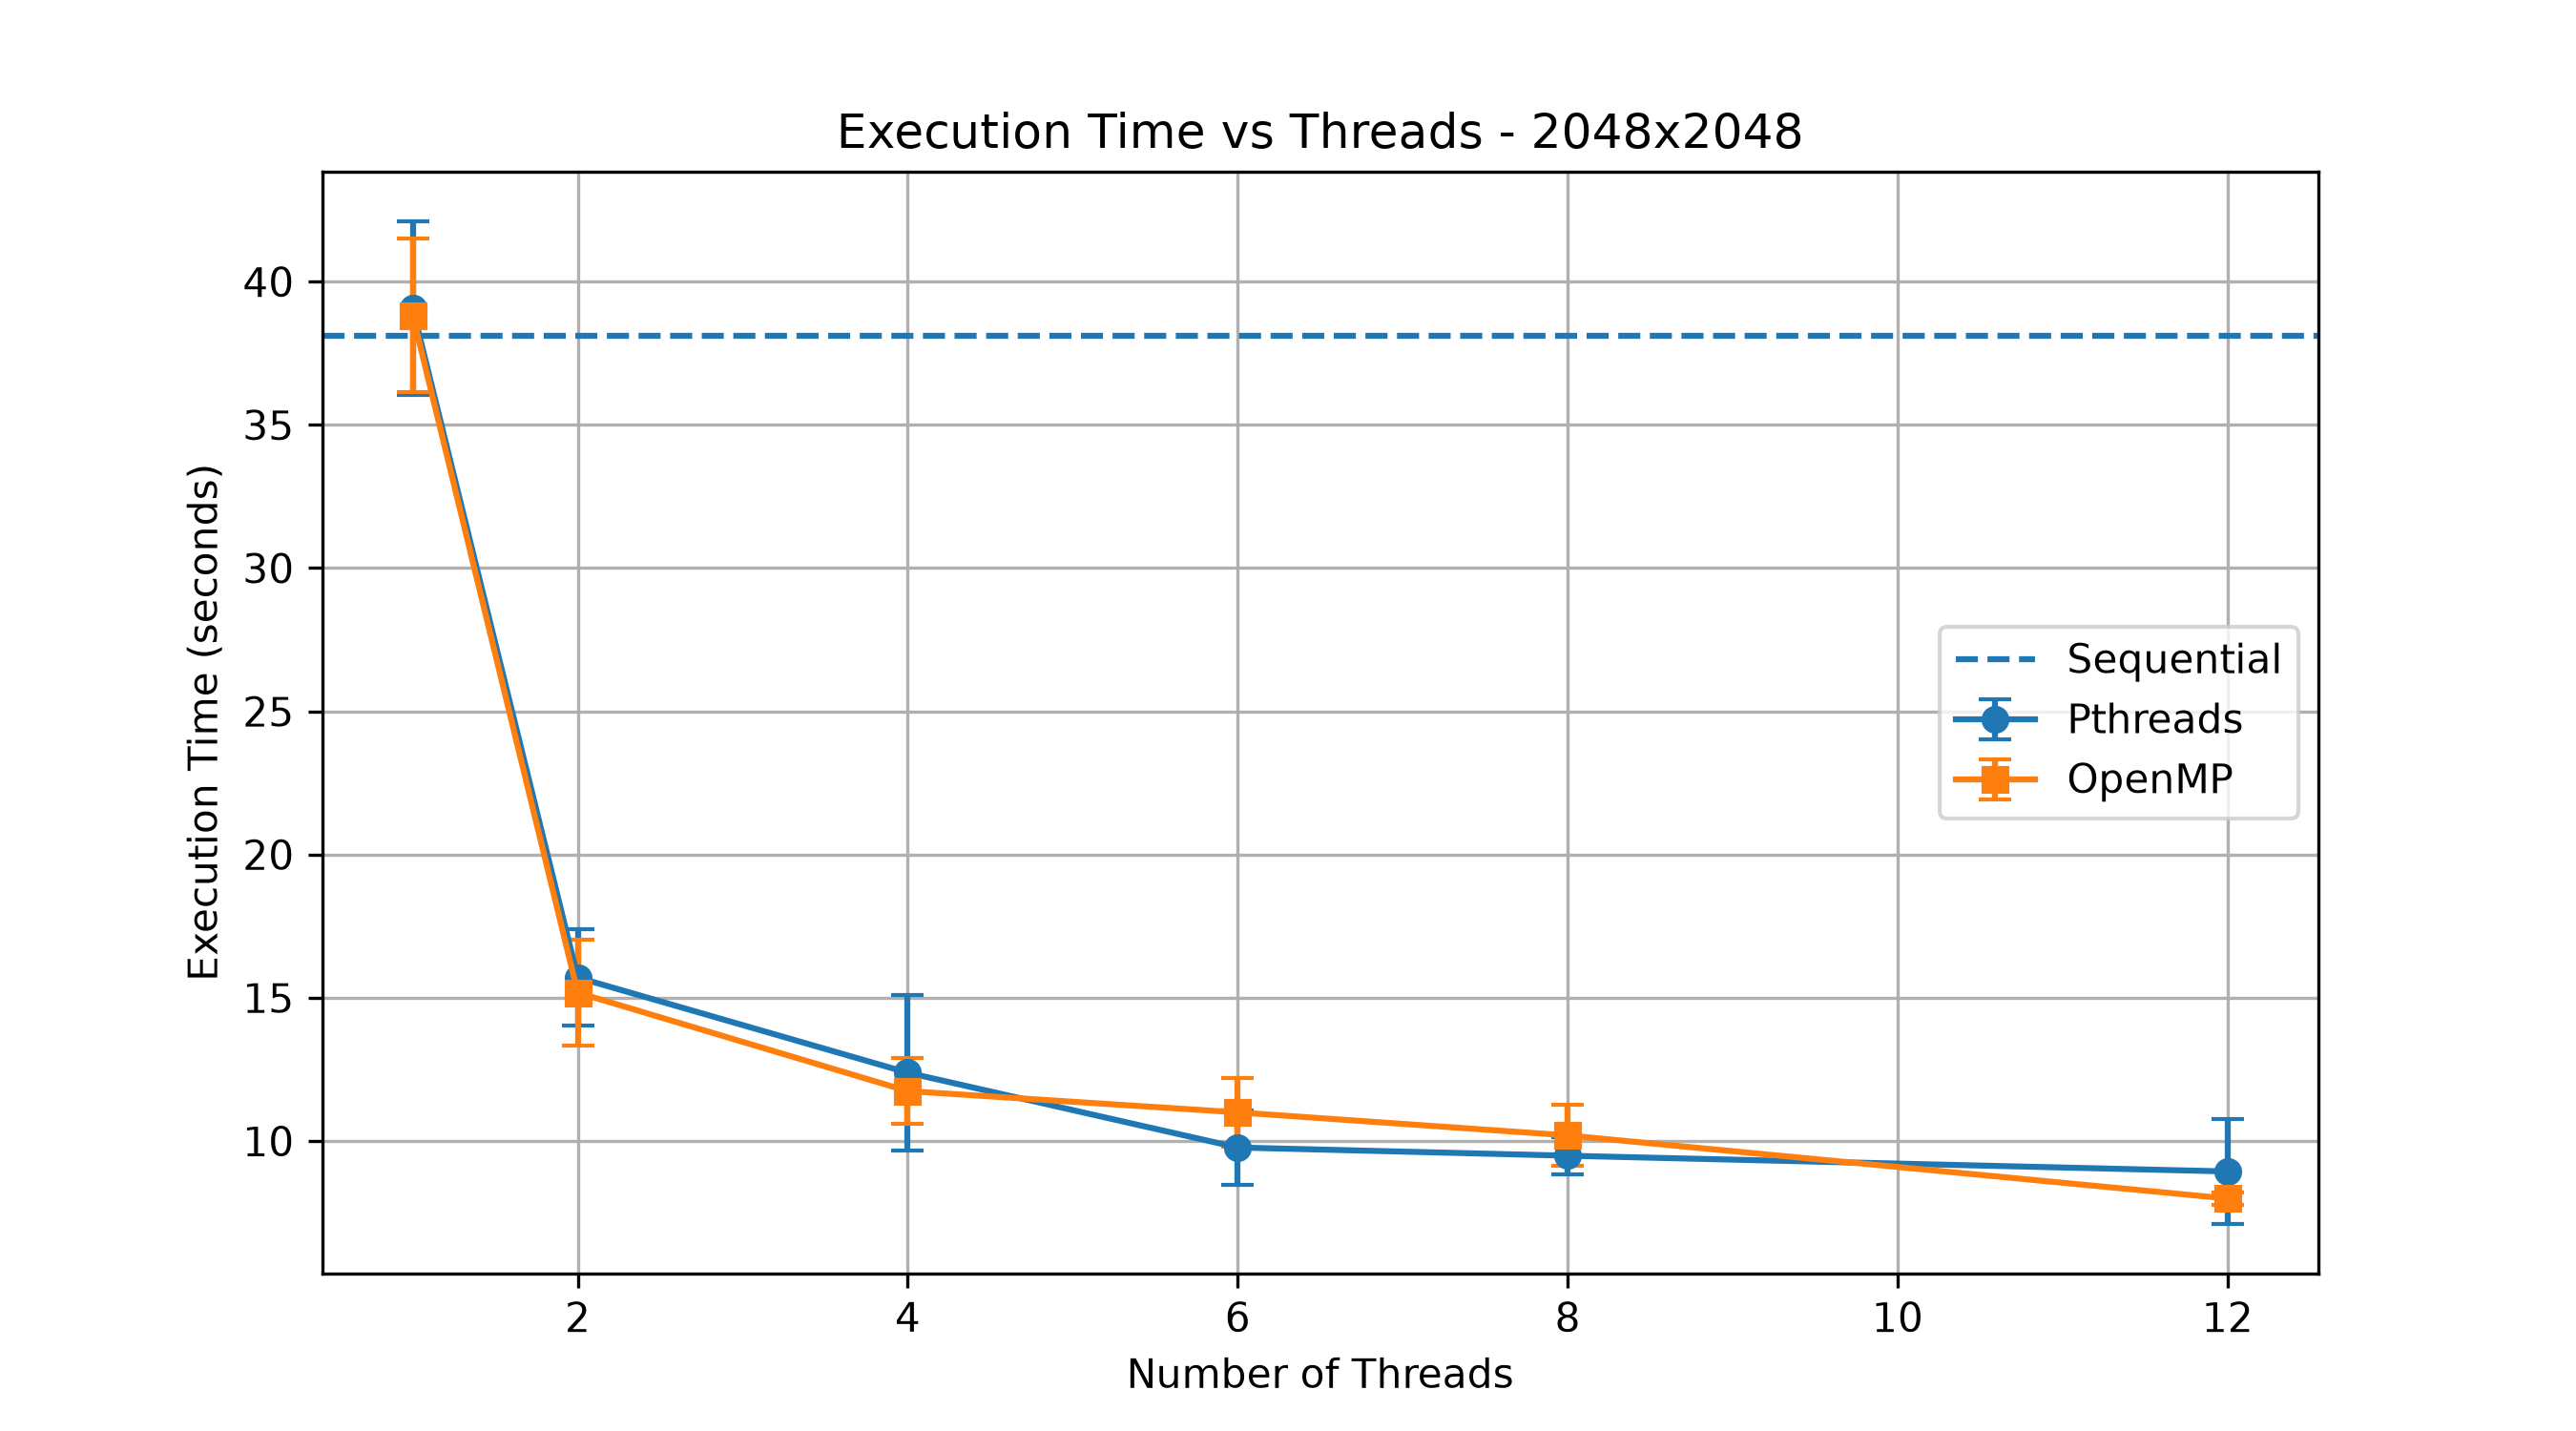 Execution Time vs Threads - 2048x2048
Execution Time (seconds)
40
35
30
25
20
15
10
Sequential
Pthreads
OpenMP
2 4 6 8 10 12
Number of Threads